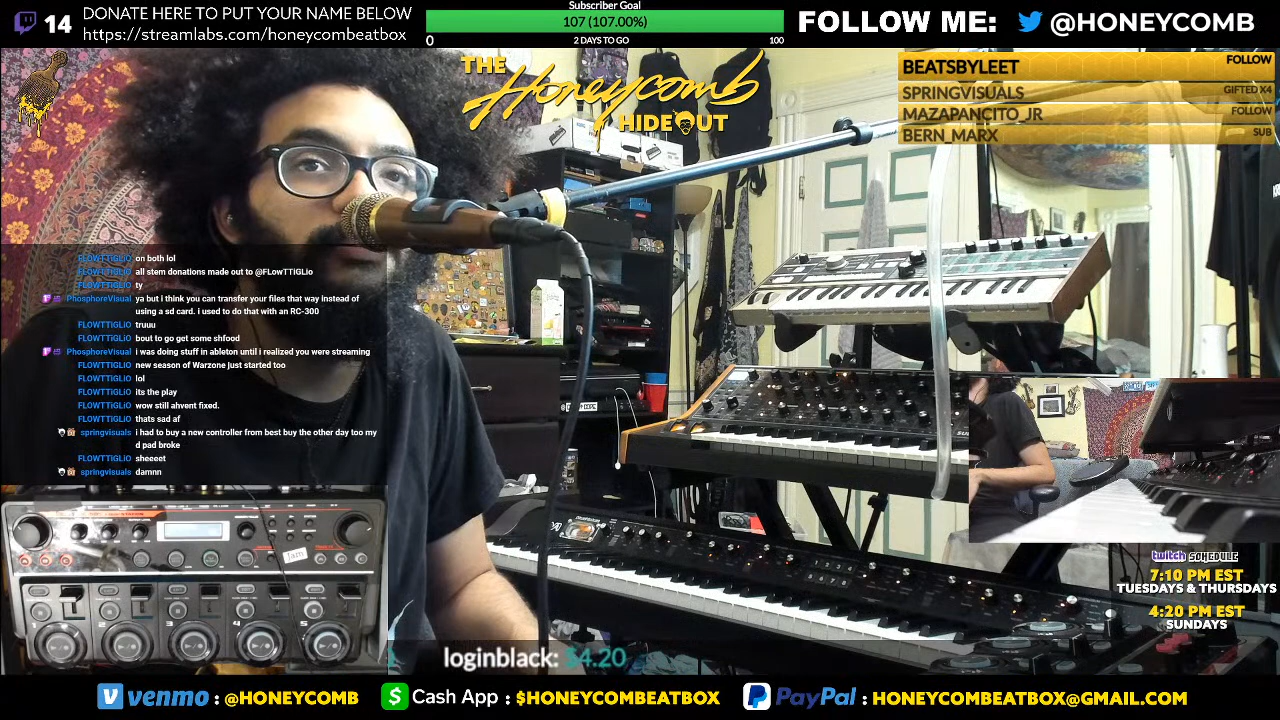 14
DONATE HERE TO PUT YOUR NAME BELOW
https://streamlabs.com/honeycombeatbox
Subscriber Goal
107 (107.00%)
0
2 DAYS TO GO
100
FOLLOW ME:
@HONEYCOMB
THE
Honeycomb
HIDEOUT
BEATSBYLEET
FOLLOW
SPRINGVISUALS
GIFTED X4
MAZAPANCITO_JR
FOLLOW
BERN_MARX
SUB
FLOWTTiGLiO on both lol
FLOWTTiGLiO all stem donations made out to @FLowTTIGLio
FLOWTTiGLiO ty
PhosphoreVisual ya but i think you can transfer your files that way instead of
using a sd card. i used to do that with an RC-300
FLOWTTiGLiO truuu
FLOWTTiGLiO bout to go get some shfood
PhosphoreVisual i was doing stuff in ableton until i realized you were streaming
FLOWTTiGLiO new season of Warzone just started too
FLOWTTiGLiO lol
FLOWTTiGLiO its the play
FLOWTTiGLiO wow still ahvent fixed.
FLOWTTiGLiO thats sad af
springvisuals i had to buy a new controller from best buy the other day too my
d pad broke
FLOWTTiGLiO sheeeet
springvisuals damnn
Jam
1
2
3
4
5
twitch SCHEDULE
7:10 PM EST
TUESDAYS & THURSDAYS
4:20 PM EST
SUNDAYS
loginblack: $4.20
venmo : @HONEYCOMB
Cash App : $HONEYCOMBEATBOX
PayPal : HONEYCOMBEATBOX@GMAIL.COM